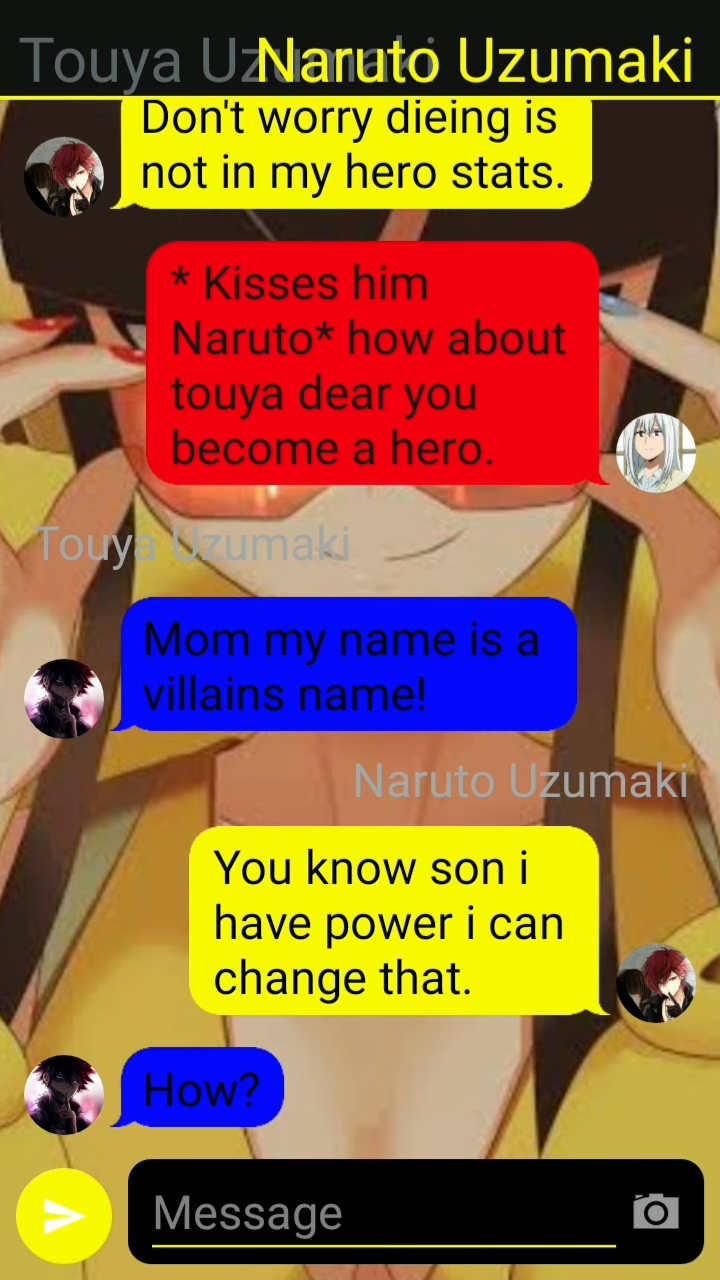 Touya Uzumaki
Naruto Uzumaki
Don't worry dieing is
not in my hero stats.
* Kisses him
Naruto* how about
touya dear you
become a hero.
Touya Uzumaki
Mom my name is a
villains name!
Naruto Uzumaki
You know son i
have power i can
change that.
How?
Message